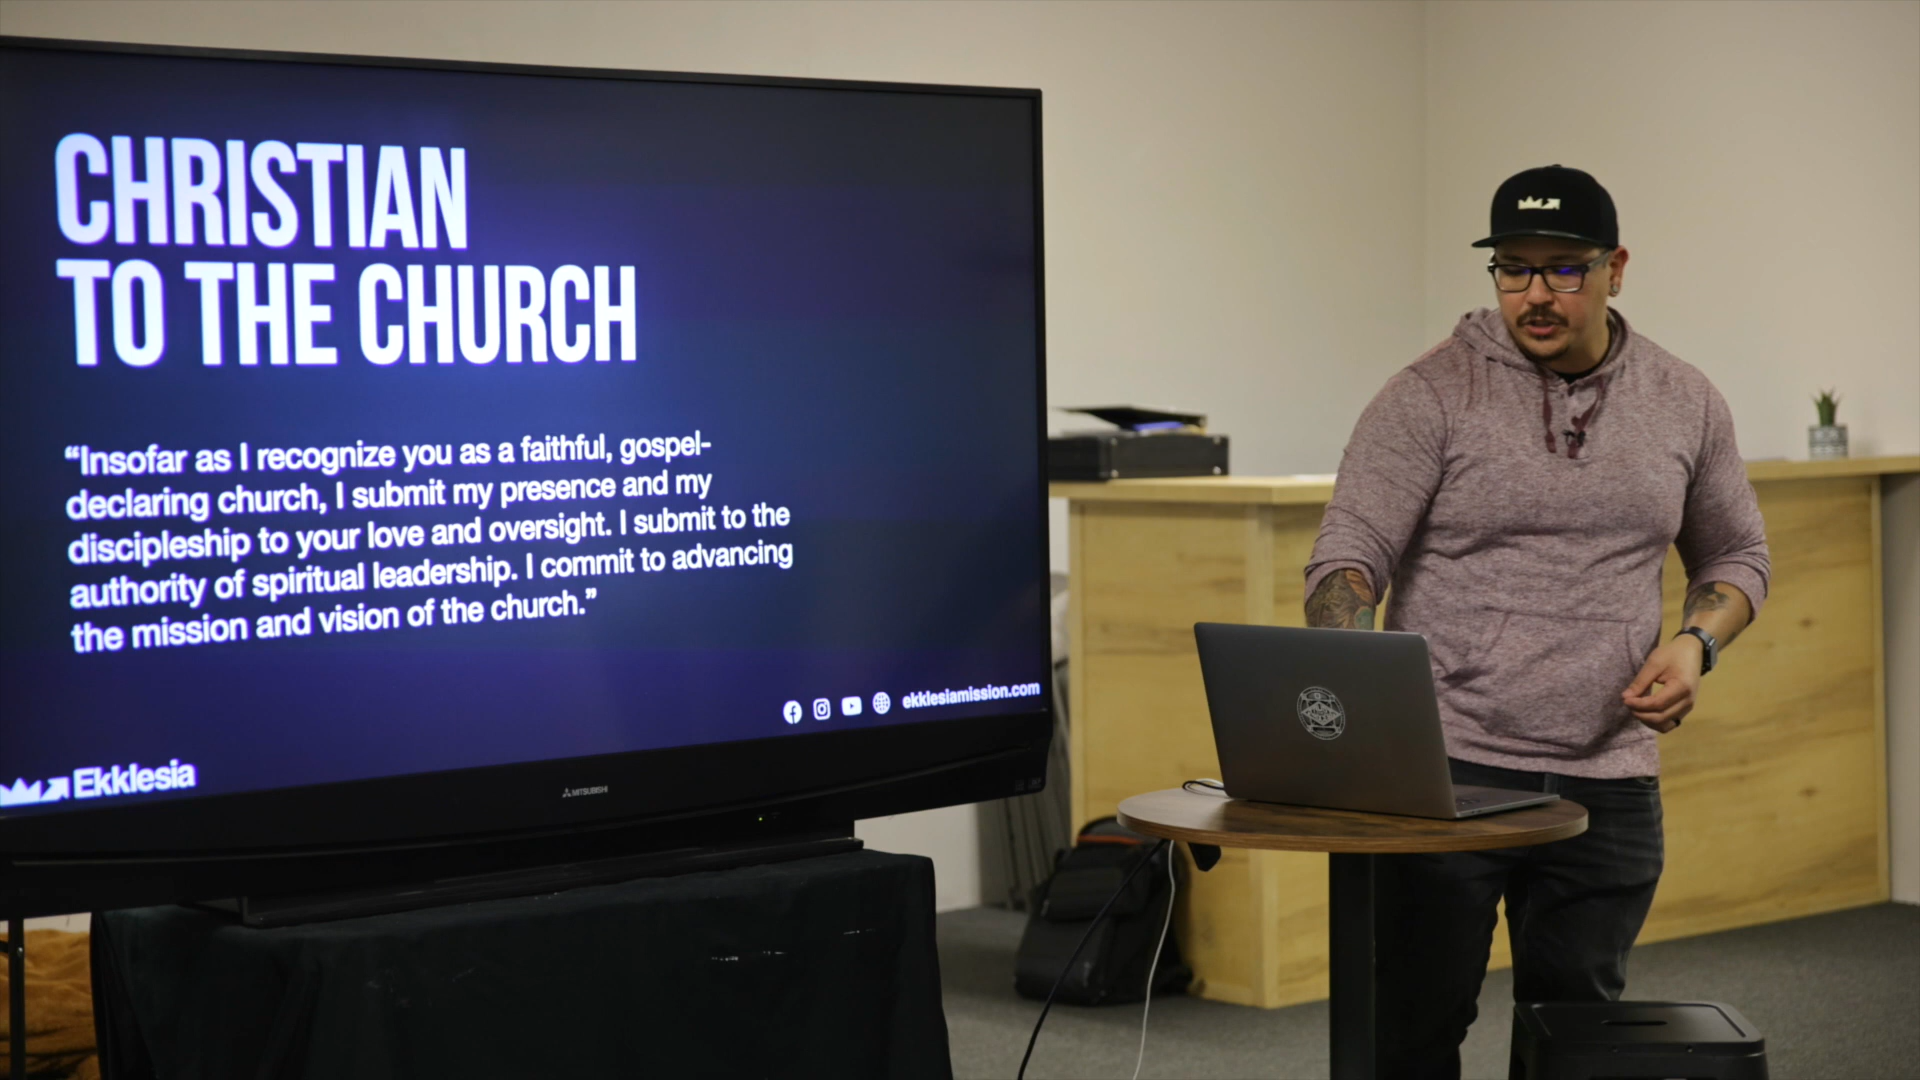 CHRISTIAN
TO THE CHURCH
“Insofar as I recognize you as a faithful, gospel-
declaring church, I submit my presence and my
discipleship to your love and oversight. I submit to the
authority of spiritual leadership. I commit to advancing
the mission and vision of the church.”
ekklesiamission.com
Ekklesia
MITSUBISHI